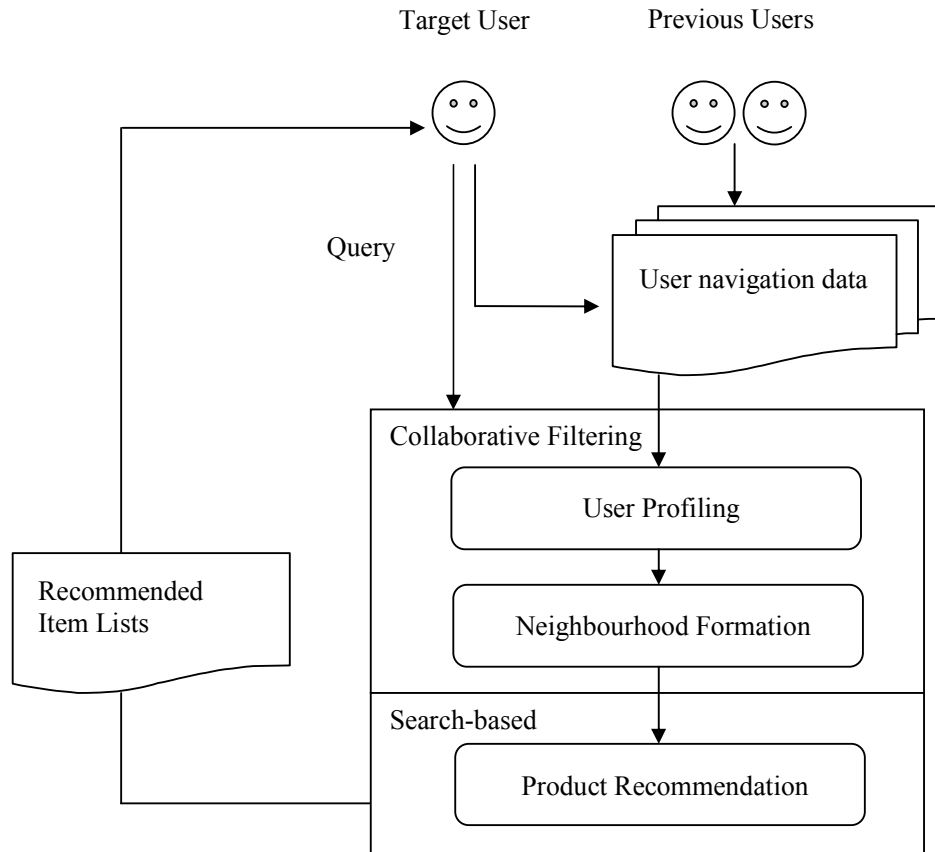 Target User
Previous Users
Query
User navigation data
Collaborative Filtering
User Profiling
Recommended
Item Lists
Neighbourhood Formation
Search-based
Product Recommendation